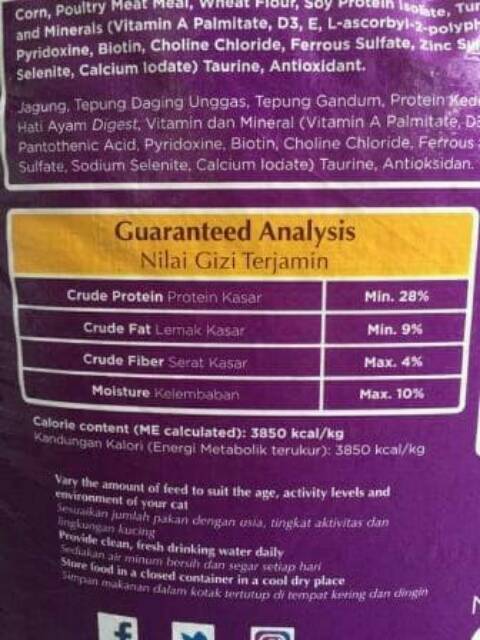 Corn, Poultry Meat Meal, Wheat Flour, Soy Protein Isolate,
and Minerals (Vitamin A Palmitate, D3, E, L-ascorbyl-2-polyph
Pyridoxine, Biotin, Choline Chloride, Ferrous Sulfate, Zinc
Selenite, Calcium Iodate) Taurine, Antioxidant.
Jagung, Tepung Daging Unggas, Tepung Gandum, Protein Kede
Hati Ayam Digest, Vitamin dan Mineral (Vitamin A Palmitate, D3
Pantothenic Acid, Pyridoxine, Biotin, Choline Chloride, Ferrous
Sulfate, Sodium Selenite, Calcium Iodate) Taurine, Antioksidan.
Guaranteed Analysis
Nilai Gizi Terjamin
Crude Protein Protein Kasar Min. 28%
Crude Fat Lemak Kasar Min. 9%
Crude Fiber Serat Kasar Max. 4%
Moisture Kelembaban Max. 10%
Calorie content (ME calculated): 3850 kcal/kg
Kandungan Kalori (Energi Metabolik terukur): 3850 kcal/kg
Vary the amount of feed to suit the age, activity levels and
environment of your cat
Sesuaikan jumlah pakan dengan usia, tingkat aktivitas dan
lingkungan kucing
Provide clean, fresh drinking water daily
Sediakan air minum bersih dan segar setiap hari
Store food in a closed container in a cool dry place
Simpan makanan dalam kotak tertutup di tempat kering dan dingin